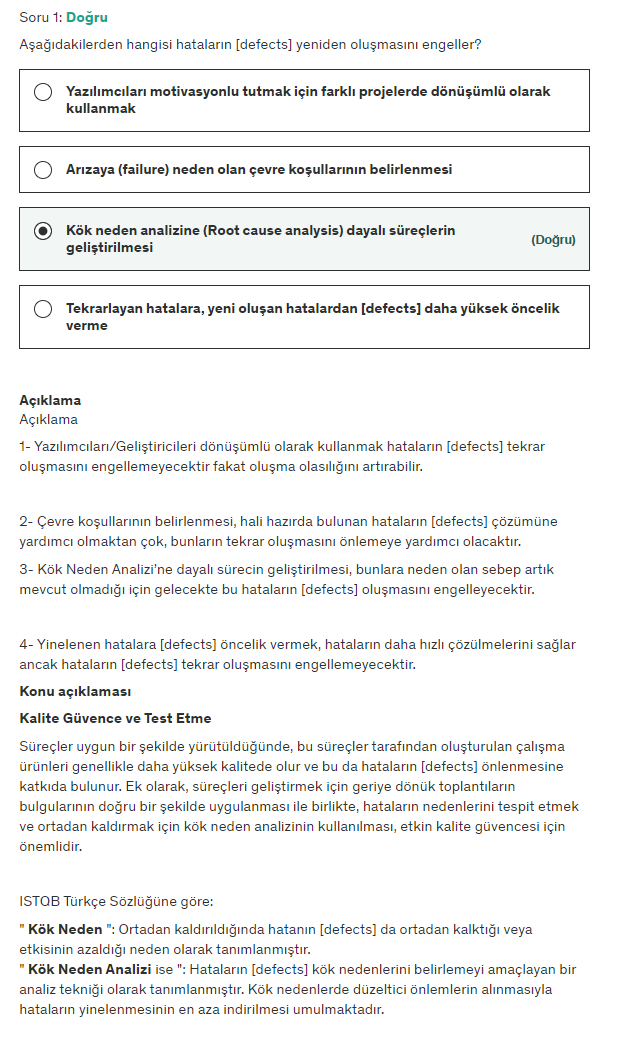 Soru 1: Doğru
Aşağıdakilerden hangisi hataların [defects] yeniden oluşmasını engeller?
Yazılımcıları motivasyonlu tutmak için farklı projelerde dönüşümlü olarak
kullanmak
Arızaya (failure) neden olan çevre koşullarının belirlenmesi
Kök neden analizine (Root cause analysis) dayalı süreçlerin
geliştirilmesi
(Doğru)
Tekrarlayan hatalara, yeni oluşan hatalardan [defects] daha yüksek öncelik
verme
Açıklama
Açıklama
1- Yazılımcıları/Geliştiricileri dönüşümlü olarak kullanmak hataların [defects] tekrar
oluşmasını engellemeyecektir fakat oluşma olasılığını artırabilir.
2- Çevre koşullarının belirlenmesi, hali hazırda bulunan hataların [defects] çözümüne
yardımcı olmaktan çok, bunların tekrar oluşmasını önlemeye yardımcı olacaktır.
3- Kök Neden Analizi'ne dayalı sürecin geliştirilmesi, bunlara neden olan sebep artık
mevcut olmadığı için gelecekte bu hataların [defects] oluşmasını engelleyecektir.
4- Yinelenen hatalara [defects] öncelik vermek, hataların daha hızlı çözülmelerini sağlar
ancak hataların [defects] tekrar oluşmasını engellemeyecektir.
Konu açıklaması
Kalite Güvence ve Test Etme
Süreçler uygun bir şekilde yürütüldüğünde, bu süreçler tarafından oluşturulan çalışma
ürünleri genellikle daha yüksek kalitede olur ve bu da hataların [defects] önlenmesine
katkıda bulunur. Ek olarak, süreçleri geliştirmek için geriye dönük toplantıların
bulgularının doğru bir şekilde uygulanması ile birlikte, hataların nedenlerini tespit etmek
ve ortadan kaldırmak için kök neden analizinin kullanılması, etkin kalite güvencesi için
önemlidir.
ISTQB Türkçe Sözlüğüne göre:
" Kök Neden ": Ortadan kaldırıldığında hatanın [defects] da ortadan kalktığı veya
etkisinin azaldığı neden olarak tanımlanmıştır.
" Kök Neden Analizi ise ": Hataların [defects] kök nedenlerini belirlemeyi amaçlayan bir
analiz tekniği olarak tanımlanmıştır. Kök nedenlerde düzeltici önlemlerin alınmasıyla
hataların yinelenmesinin en aza indirilmesi umulmaktadır.